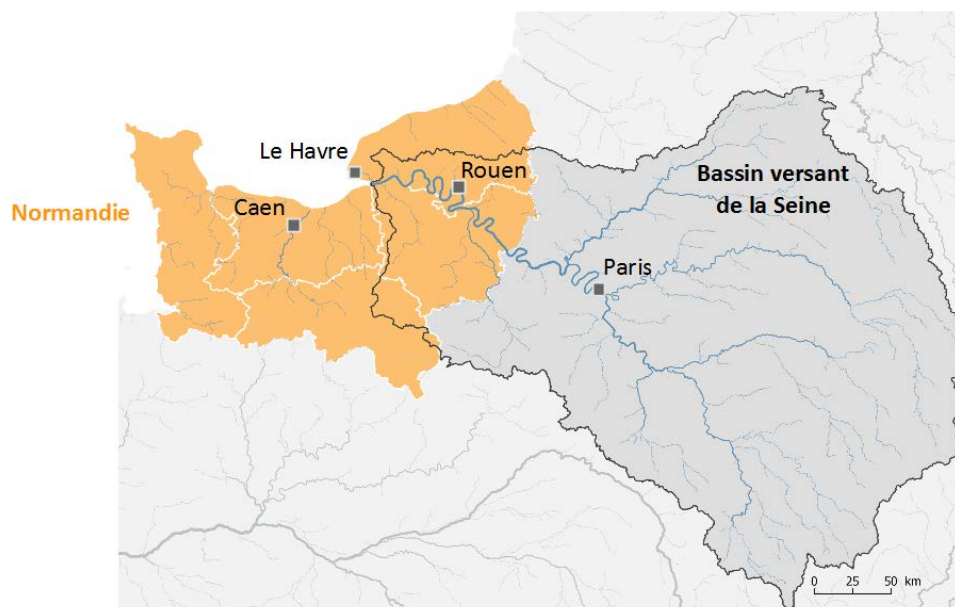 Le Havre
Rouen
Bassin versant
de la Seine
Normandie
Caen
Paris
0 25 50 km